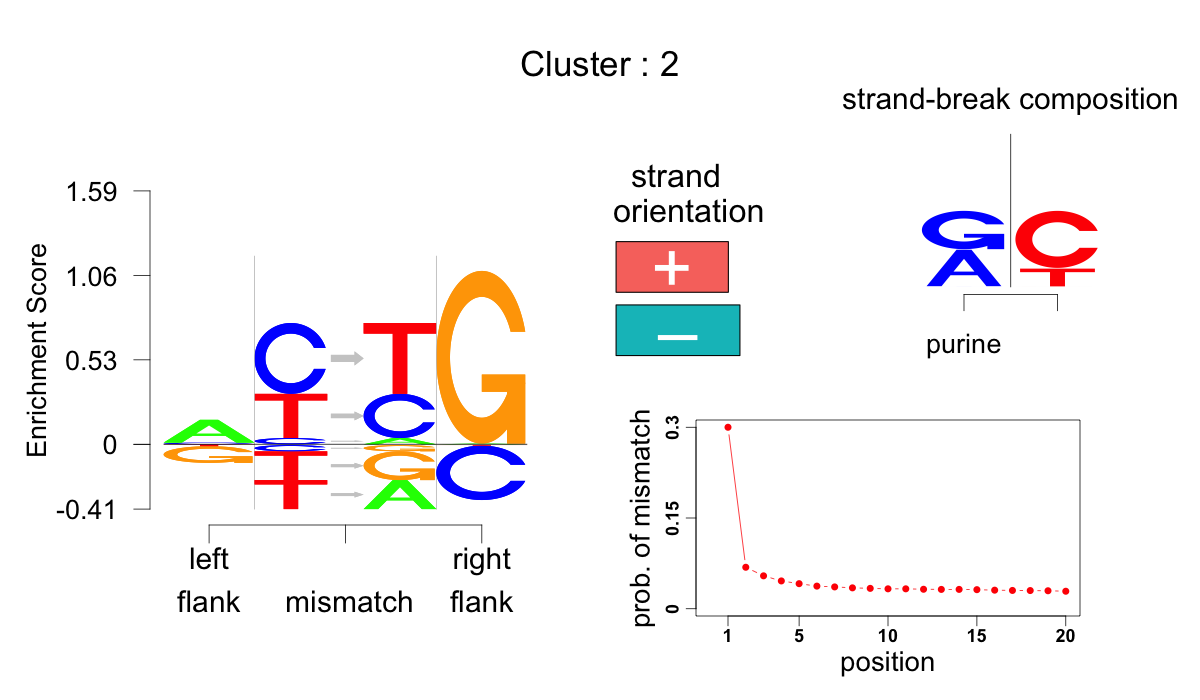 Cluster : 2
strand-break composition
G C
A T
purine
strand
orientation
+
−
Enrichment Score
1.59
1.06
0.53
0
-0.41
A C T G
T C
C A
G C G C
T G
T A
left
flank
mismatch
right
flank
prob. of mismatch
0.3
0.15
0
1 5 10 15 20
position